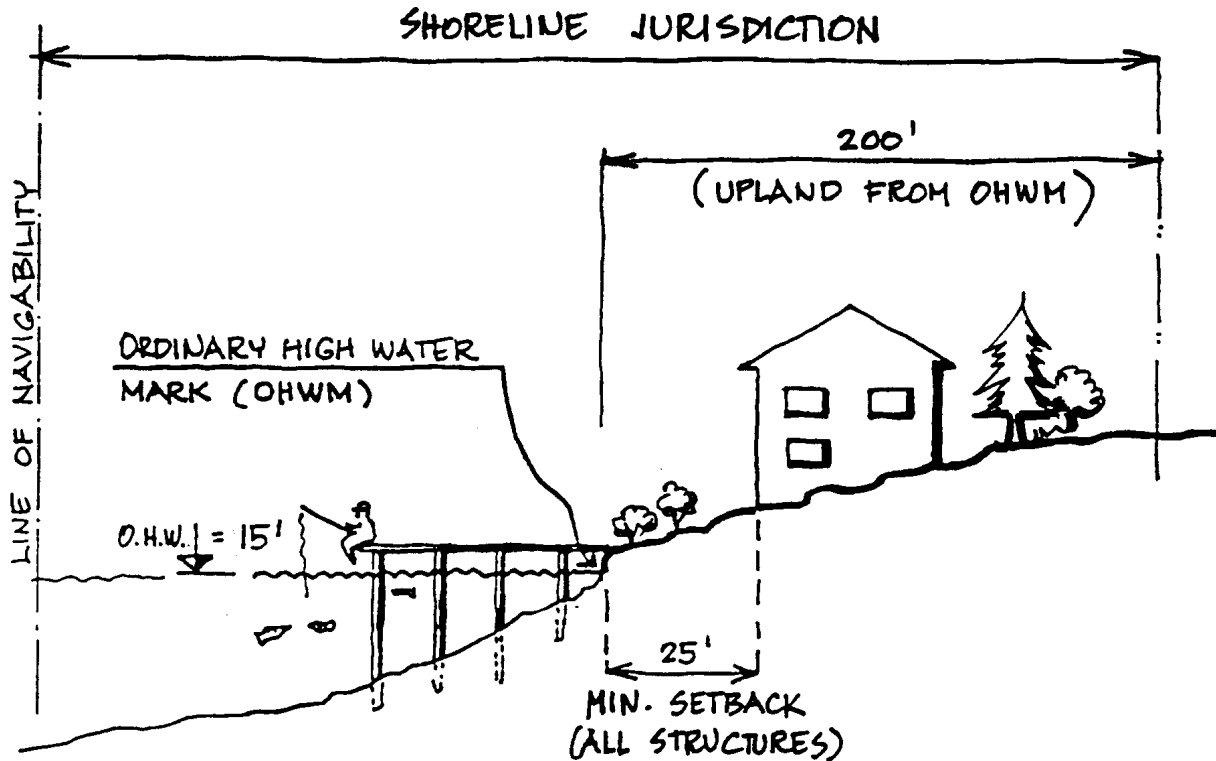 SHORELINE JURISDICTION
200'
(UPLAND FROM OHWM)
LINE OF NAVIGABILITY
ORDINARY HIGH WATER
MARK (OHWM)
O.H.W. = 15'
25'
MIN. SETBACK
(ALL STRUCTURES)